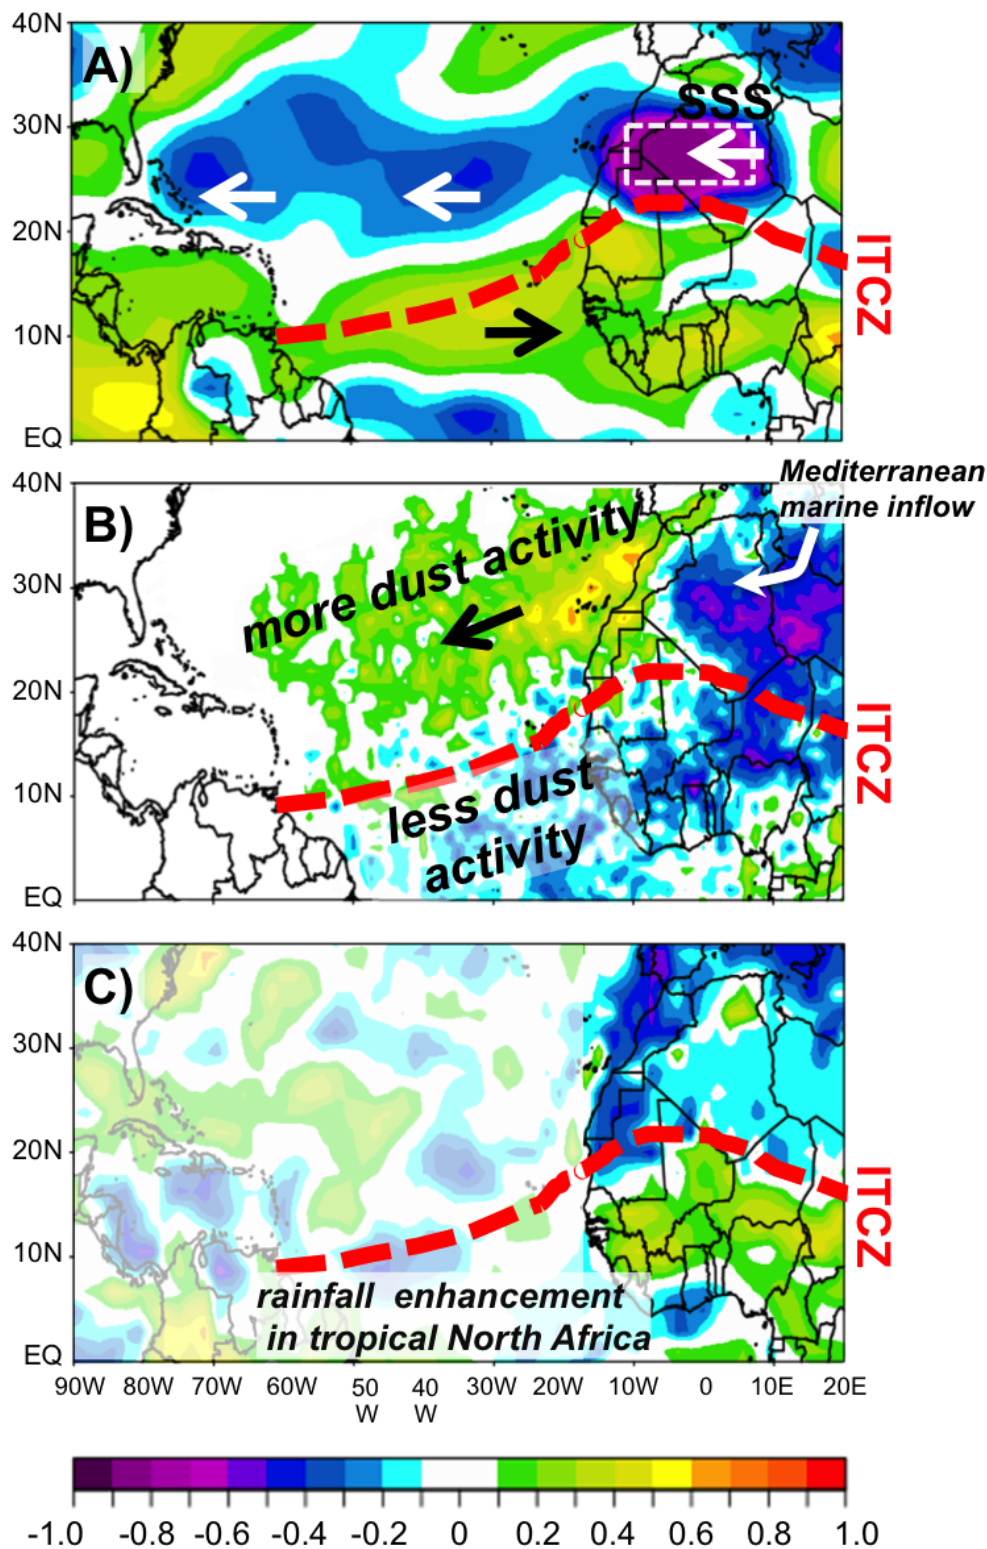 40N
A)
SSS
30N
20N
ITCZ
10N
EQ
Mediterranean
marine inflow
40N
B)
more dust activity
30N
20N
ITCZ
10N
less dust
activity
EQ
40N
C)
30N
20N
ITCZ
10N
rainfall enhancement
in tropical North Africa
EQ
90W 80W 70W 60W 50 40 30W 20W 10W 0 10E 20E
W W
-1.0 -0.8 -0.6 -0.4 -0.2 0 0.2 0.4 0.6 0.8 1.0